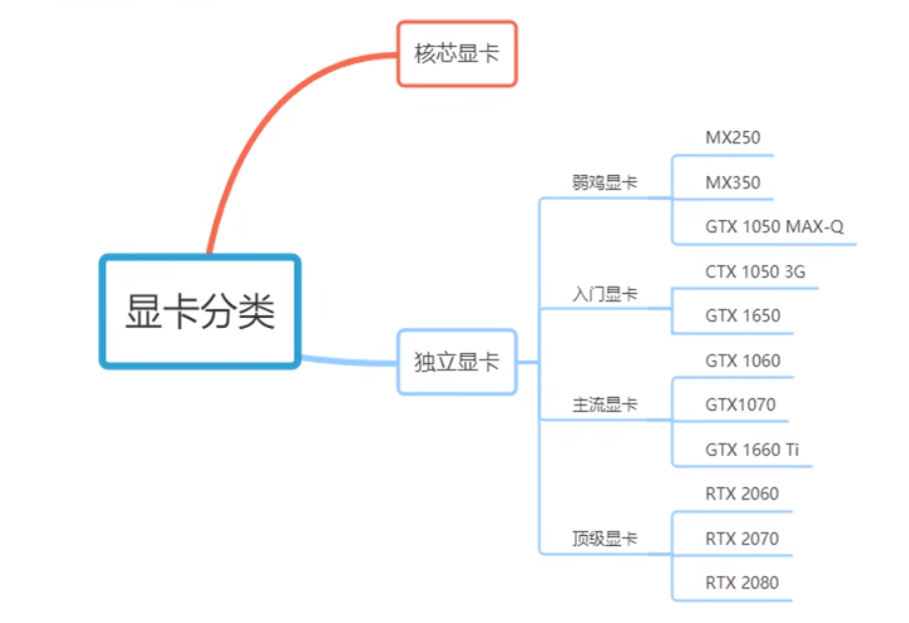 核芯显卡
显卡分类
独立显卡
弱鸡显卡
MX250
MX350
GTX 1050 MAX-Q
入门显卡
CTX 1050 3G
GTX 1650
主流显卡
GTX 1060
GTX1070
GTX 1660 Ti
顶级显卡
RTX 2060
RTX 2070
RTX 2080